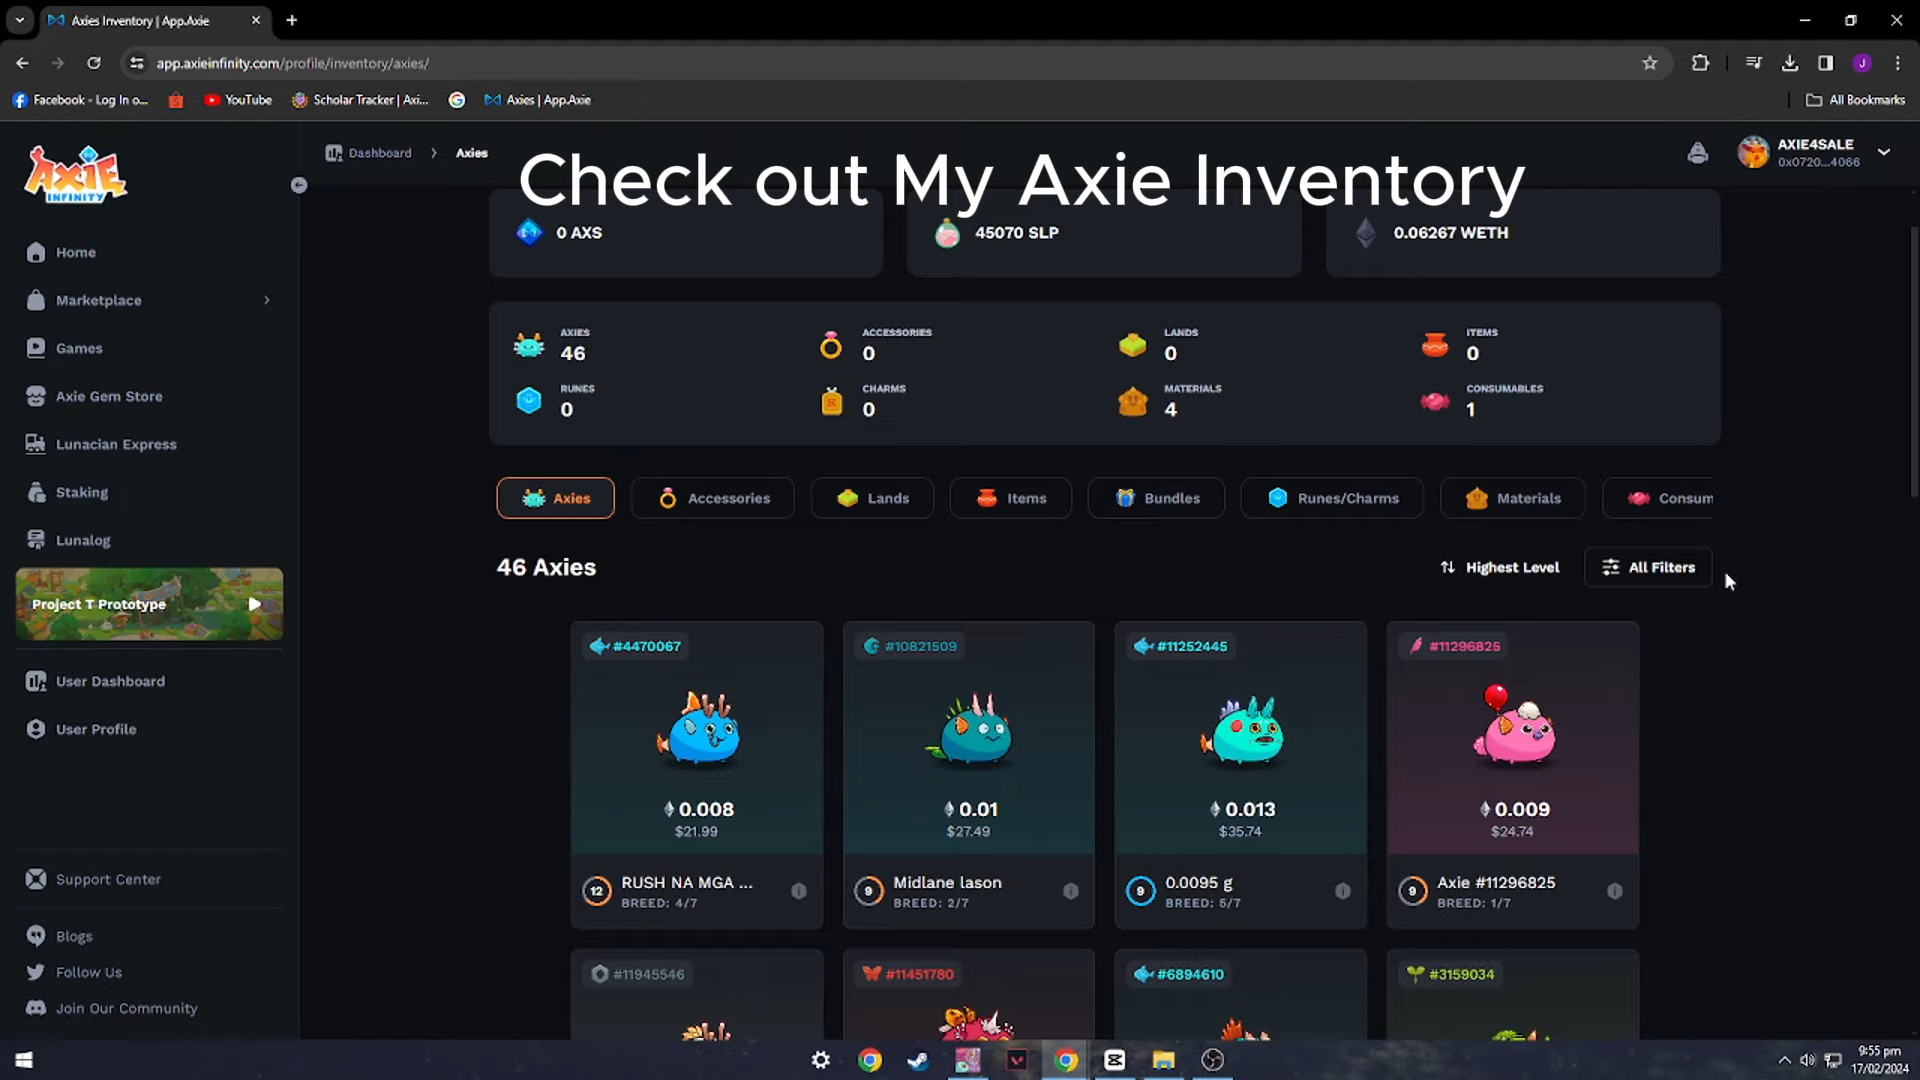 Axies Inventory | App.Axie
app.axieinfinity.com/profile/inventory/axies/
Facebook - Log In o...
YouTube
Scholar Tracker | Axi...
Axies | App.Axie
All Bookmarks
AXIE INFINITY
Dashboard > Axies
Check out My Axie Inventory
AXIE4SALE
0x0720...4066
0 AXS
45070 SLP
0.06267 WETH
Home
Marketplace
Games
Axie Gem Store
Lunacian Express
Staking
Lunalog
Project T Prototype
User Dashboard
User Profile
Support Center
Blogs
Follow Us
Join Our Community
AXIES
46
ACCESSORIES
0
LANDS
0
ITEMS
0
RUNES
0
CHARMS
0
MATERIALS
4
CONSUMABLES
1
Axies
Accessories
Lands
Items
Bundles
Runes/Charms
Materials
Consum
46 Axies
Highest Level
All Filters
#4470067
0.008
$21.99
12
RUSH NA MGA ...
BREED: 4/7
#10821509
0.01
$27.49
9
Midlane lason
BREED: 2/7
#11252445
0.013
$35.74
9
0.0095 g
BREED: 5/7
#11296825
0.009
$24.74
9
Axie #11296825
BREED: 1/7
#11945546
#11451780
#6894610
#3159034
9:55 pm
17/02/2024